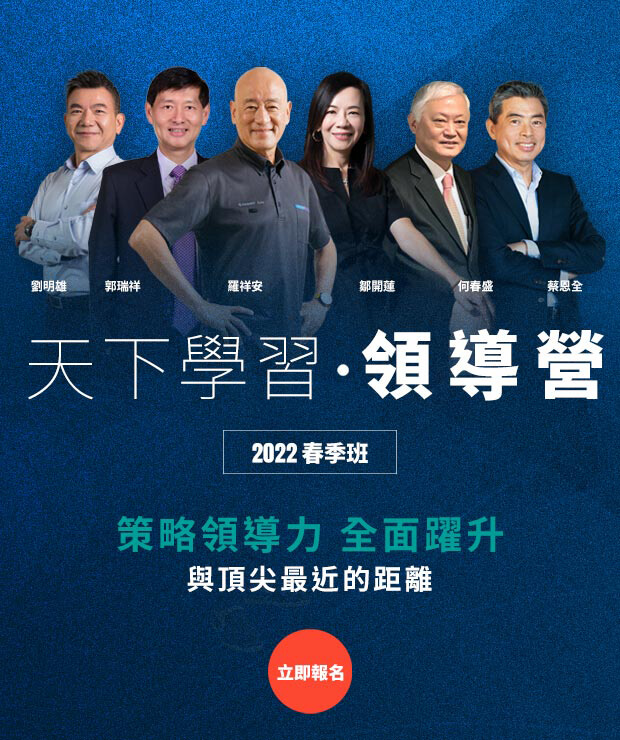 劉明雄 郭瑞祥 羅祥安 鄒開蓮 何春盛 蔡恩全
天下學習·領導營
2022 春季班
策略領導力 全面躍升
與頂尖最近的距離
立即報名